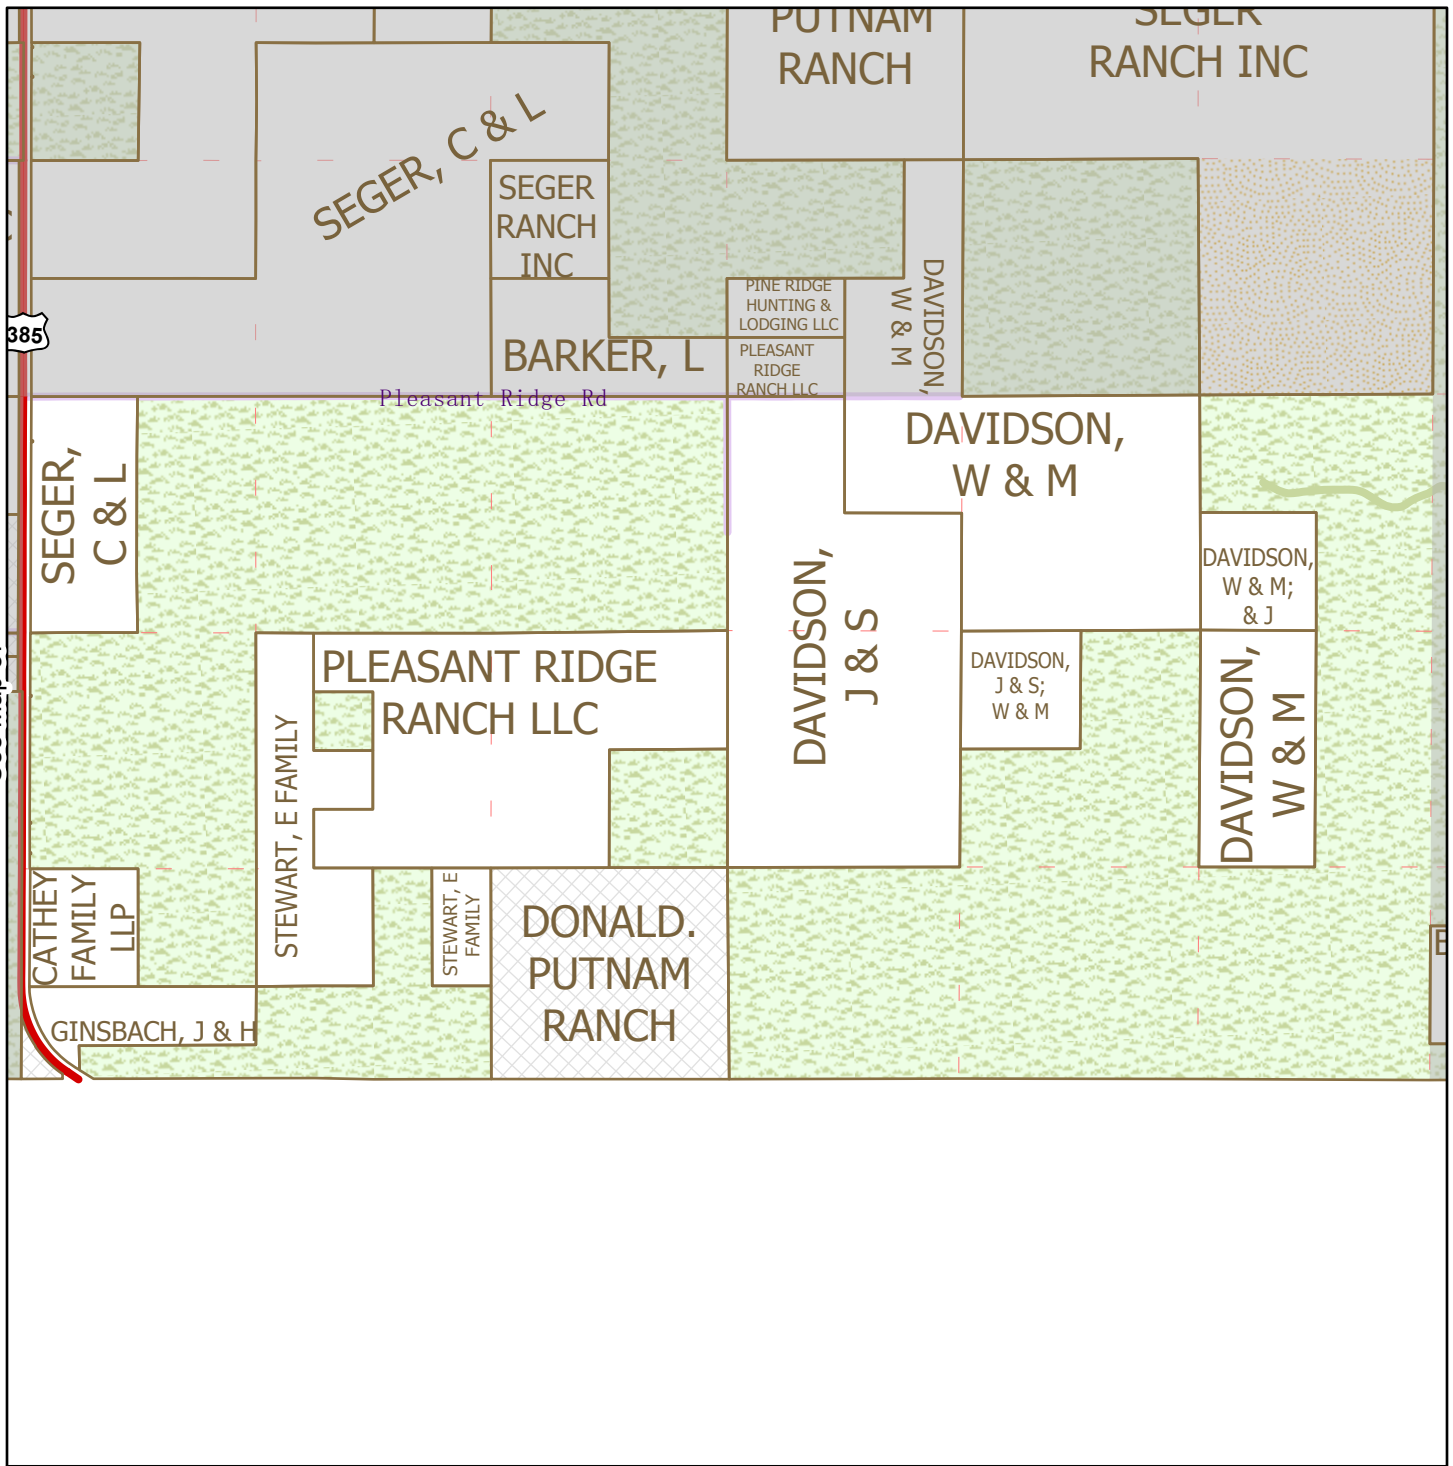 PUTNAM
RANCH
SEGER
RANCH INC
SEGER, C & L
SEGER
RANCH
INC
PINE RIDGE
HUNTING &
LODGING LLC
DAVIDSON,
W & M
385
BARKER, L
PLEASANT
RIDGE
RANCH LLC
Pleasant Ridge Rd
SEGER,
C & L
DAVIDSON,
W & M
DAVIDSON,
J & S
DAVIDSON,
W & M;
& J
PLEASANT RIDGE
RANCH LLC
DAVIDSON,
J & S;
W & M
DAVIDSON,
W & M
STEWART, E FAMILY
CATHEY
FAMILY
LLP
STEWART, E
FAMILY
DONALD.
PUTNAM
RANCH
GINSBACH, J & H